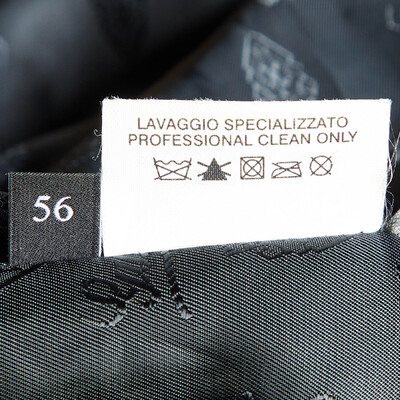 LAVAGGIO SPECIALIZZATO
PROFESSIONAL CLEAN ONLY
56